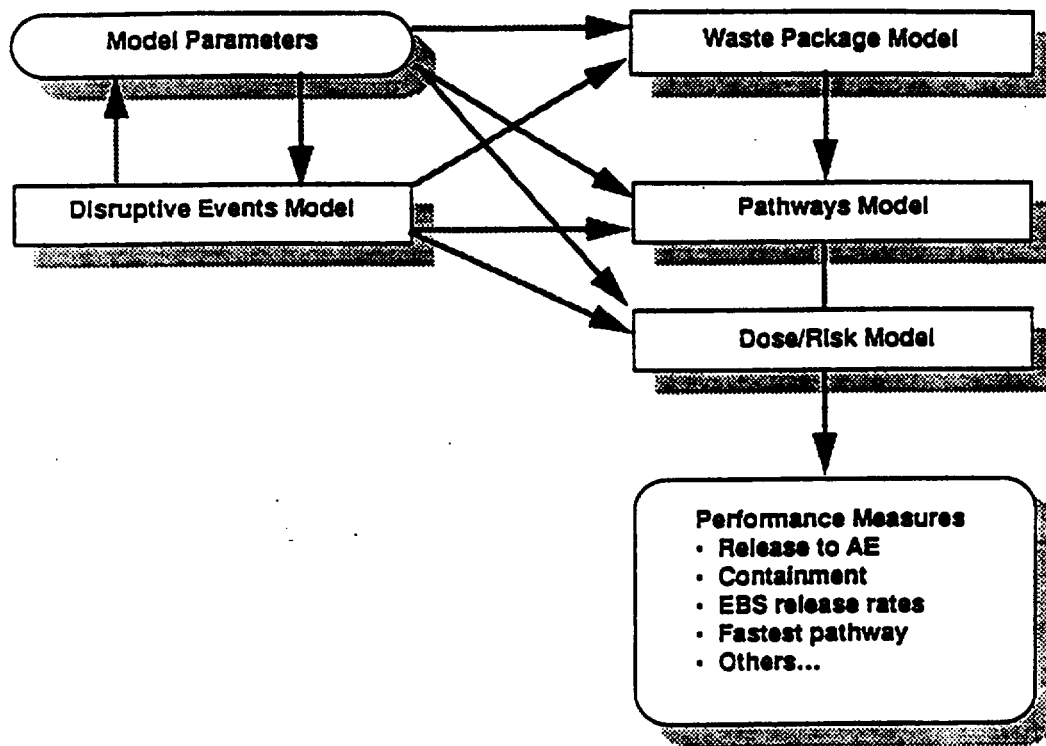 Model Parameters
Waste Package Model
Disruptive Events Model
Pathways Model
Dose/Risk Model
Performance Measures
• Release to AE
• Containment
• EBS release rates
• Fastest pathway
• Others...